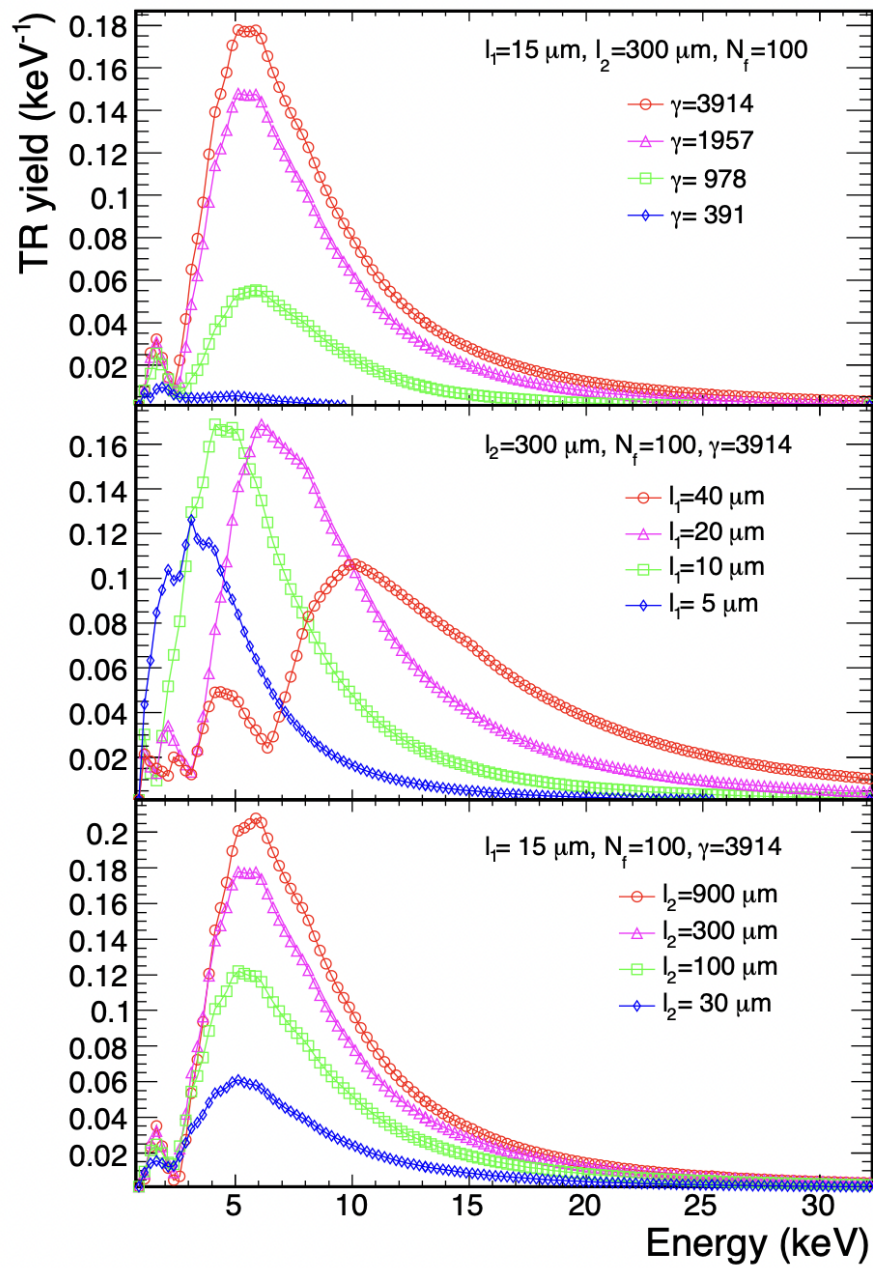 TR yield (keV⁻¹)
0.18
0.16
0.14
0.12
0.1
0.08
0.06
0.04
0.02
l₁=15 μm, l₂=300 μm, N_f=100
γ=3914
γ=1957
γ= 978
γ= 391
0.16
0.14
0.12
0.1
0.08
0.06
0.04
0.02
l₂=300 μm, N_f=100, γ=3914
l₁=40 μm
l₁=20 μm
l₁=10 μm
l₁= 5 μm
0.2
0.18
0.16
0.14
0.12
0.1
0.08
0.06
0.04
0.02
l₁= 15 μm, N_f=100, γ=3914
l₂=900 μm
l₂=300 μm
l₂=100 μm
l₂= 30 μm
5 10 15 20 25 30
Energy (keV)